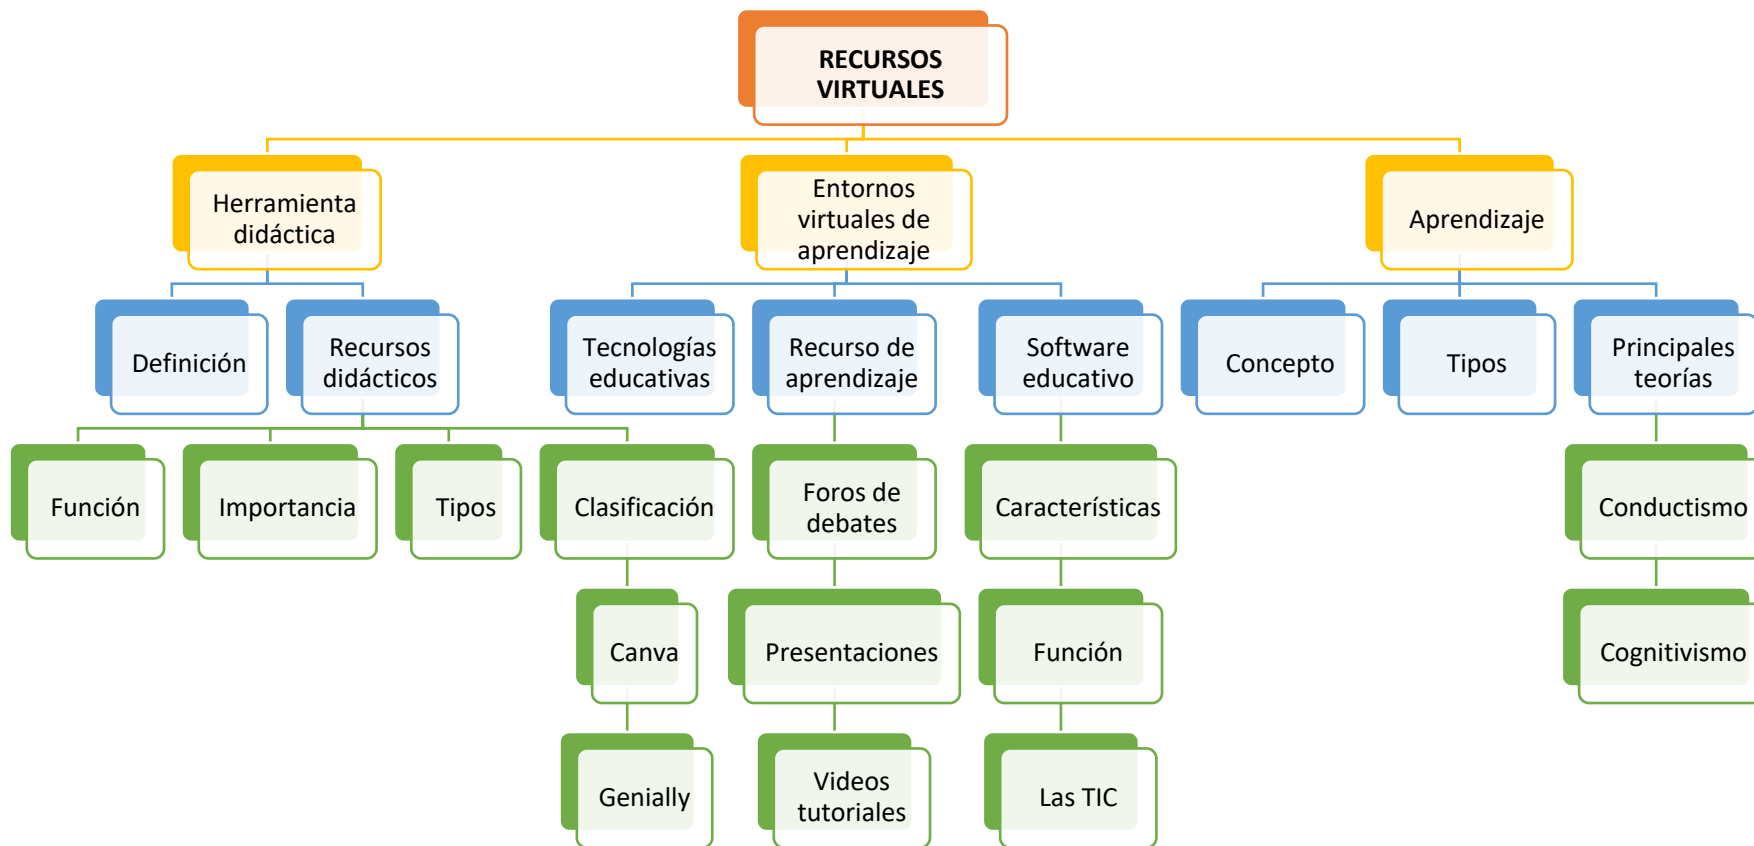 RECURSOS
VIRTUALES
Herramienta
didáctica
Entornos
virtuales de
aprendizaje
Aprendizaje
Definición
Recursos
didácticos
Tecnologías
educativas
Recurso de
aprendizaje
Software
educativo
Concepto
Tipos
Principales
teorías
Función
Importancia
Tipos
Clasificación
Foros de
debates
Características
Conductismo
Canva
Presentaciones
Función
Cognitivismo
Genially
Videos
tutoriales
Las TIC